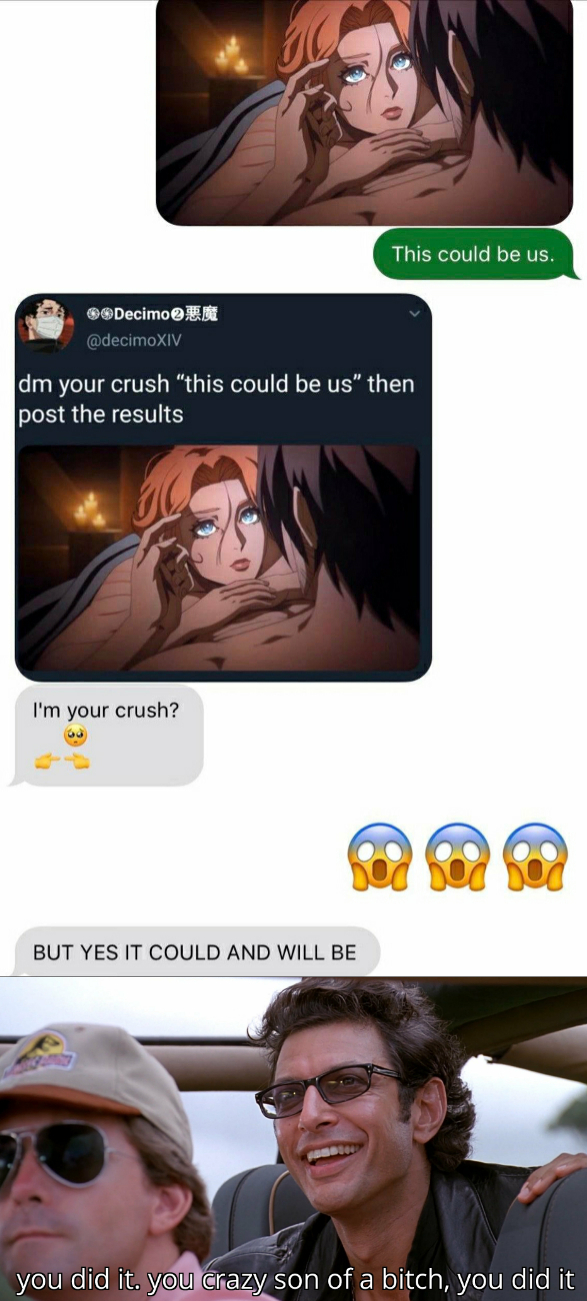 This could be us.
֍֍Decimo❷悪魔
@decimoXIV
dm your crush “this could be us” then
post the results
I'm your crush?
🥺
👉👈
😱😱😱
BUT YES IT COULD AND WILL BE
you did it. you crazy son of a bitch, you did it